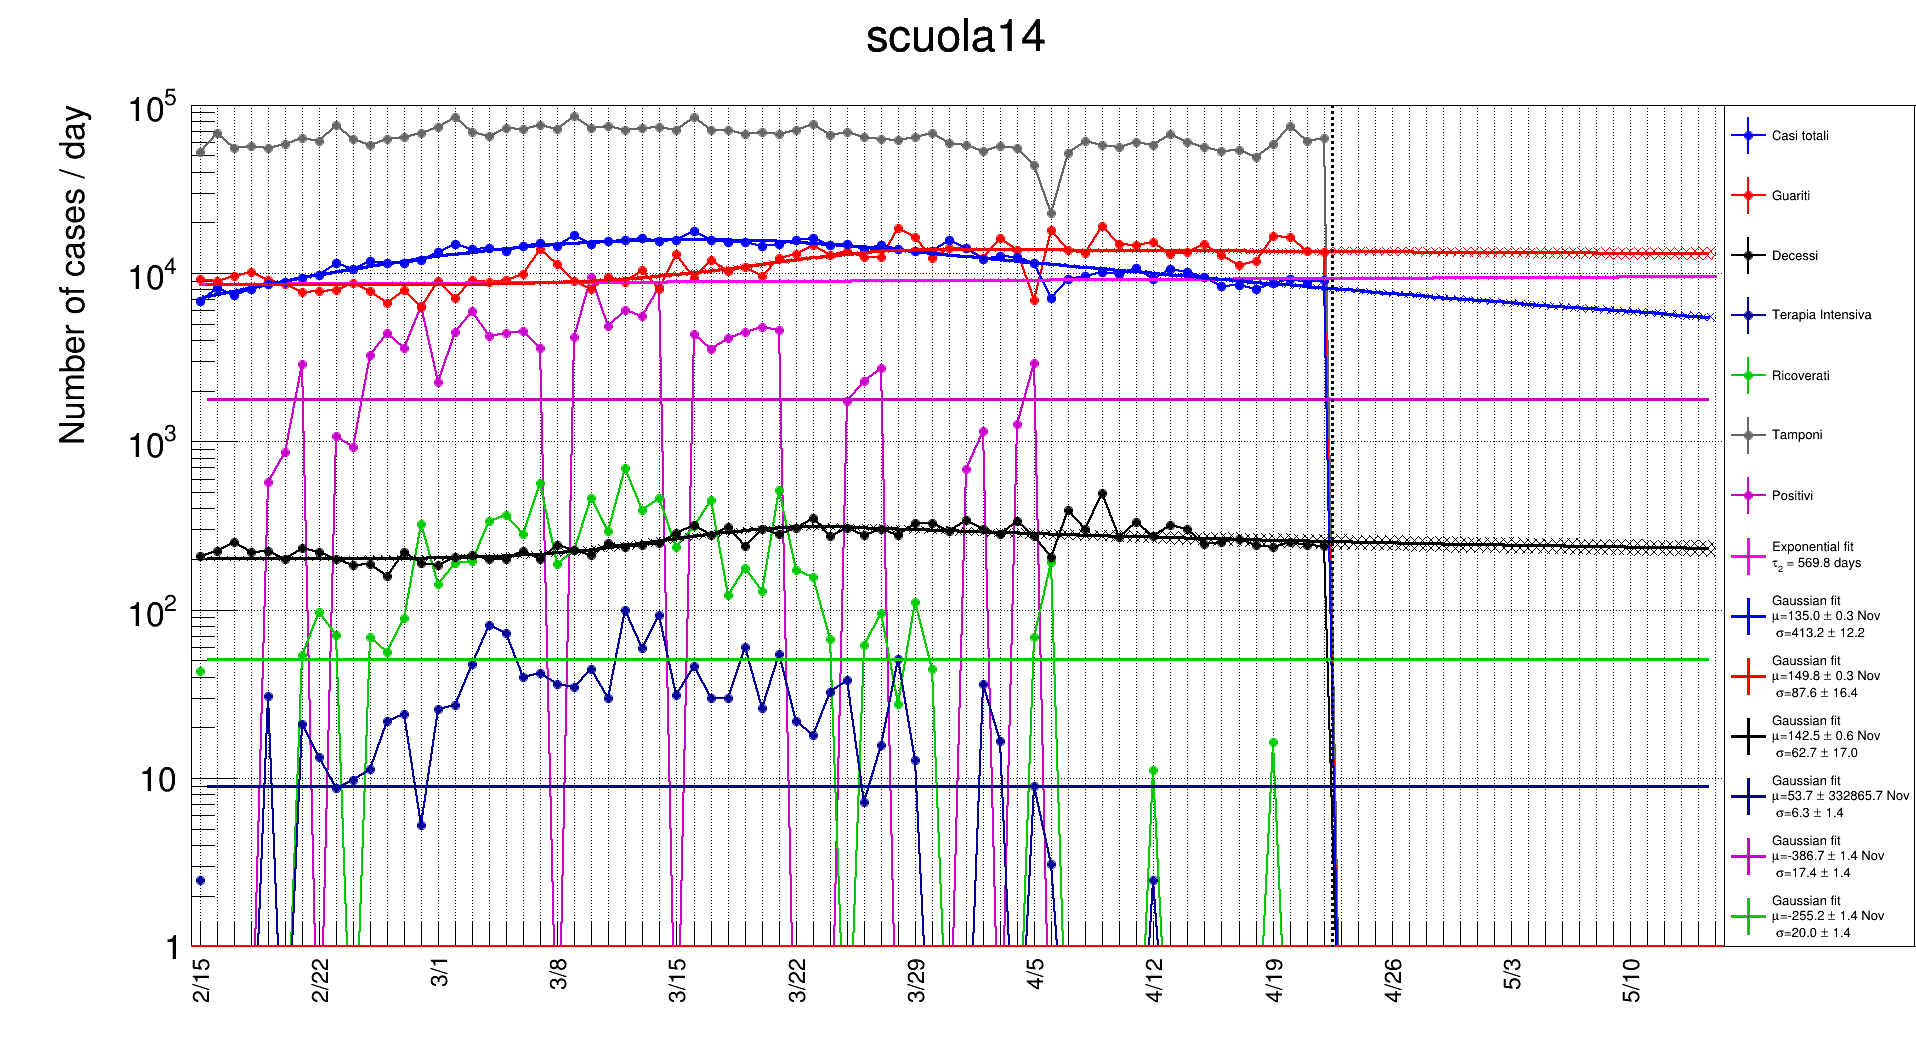 scuola14
Number of cases / day
10^5
10^4
10^3
10^2
10
1
2/15
2/22
3/1
3/8
3/15
3/22
3/29
4/5
4/12
4/19
4/26
5/3
5/10
Casi totali
Guariti
Decessi
Terapia Intensiva
Ricoverati
Tamponi
Positivi
Exponential fit
τ_2 = 569.8 days
Gaussian fit
μ=135.0 ± 0.3 Nov
σ=413.2 ± 12.2
Gaussian fit
μ=149.8 ± 0.3 Nov
σ=87.6 ± 16.4
Gaussian fit
μ=142.5 ± 0.6 Nov
σ=62.7 ± 17.0
Gaussian fit
μ=53.7 ± 332865.7 Nov
σ=6.3 ± 1.4
Gaussian fit
μ=-386.7 ± 1.4 Nov
σ=17.4 ± 1.4
Gaussian fit
μ=-255.2 ± 1.4 Nov
σ=20.0 ± 1.4